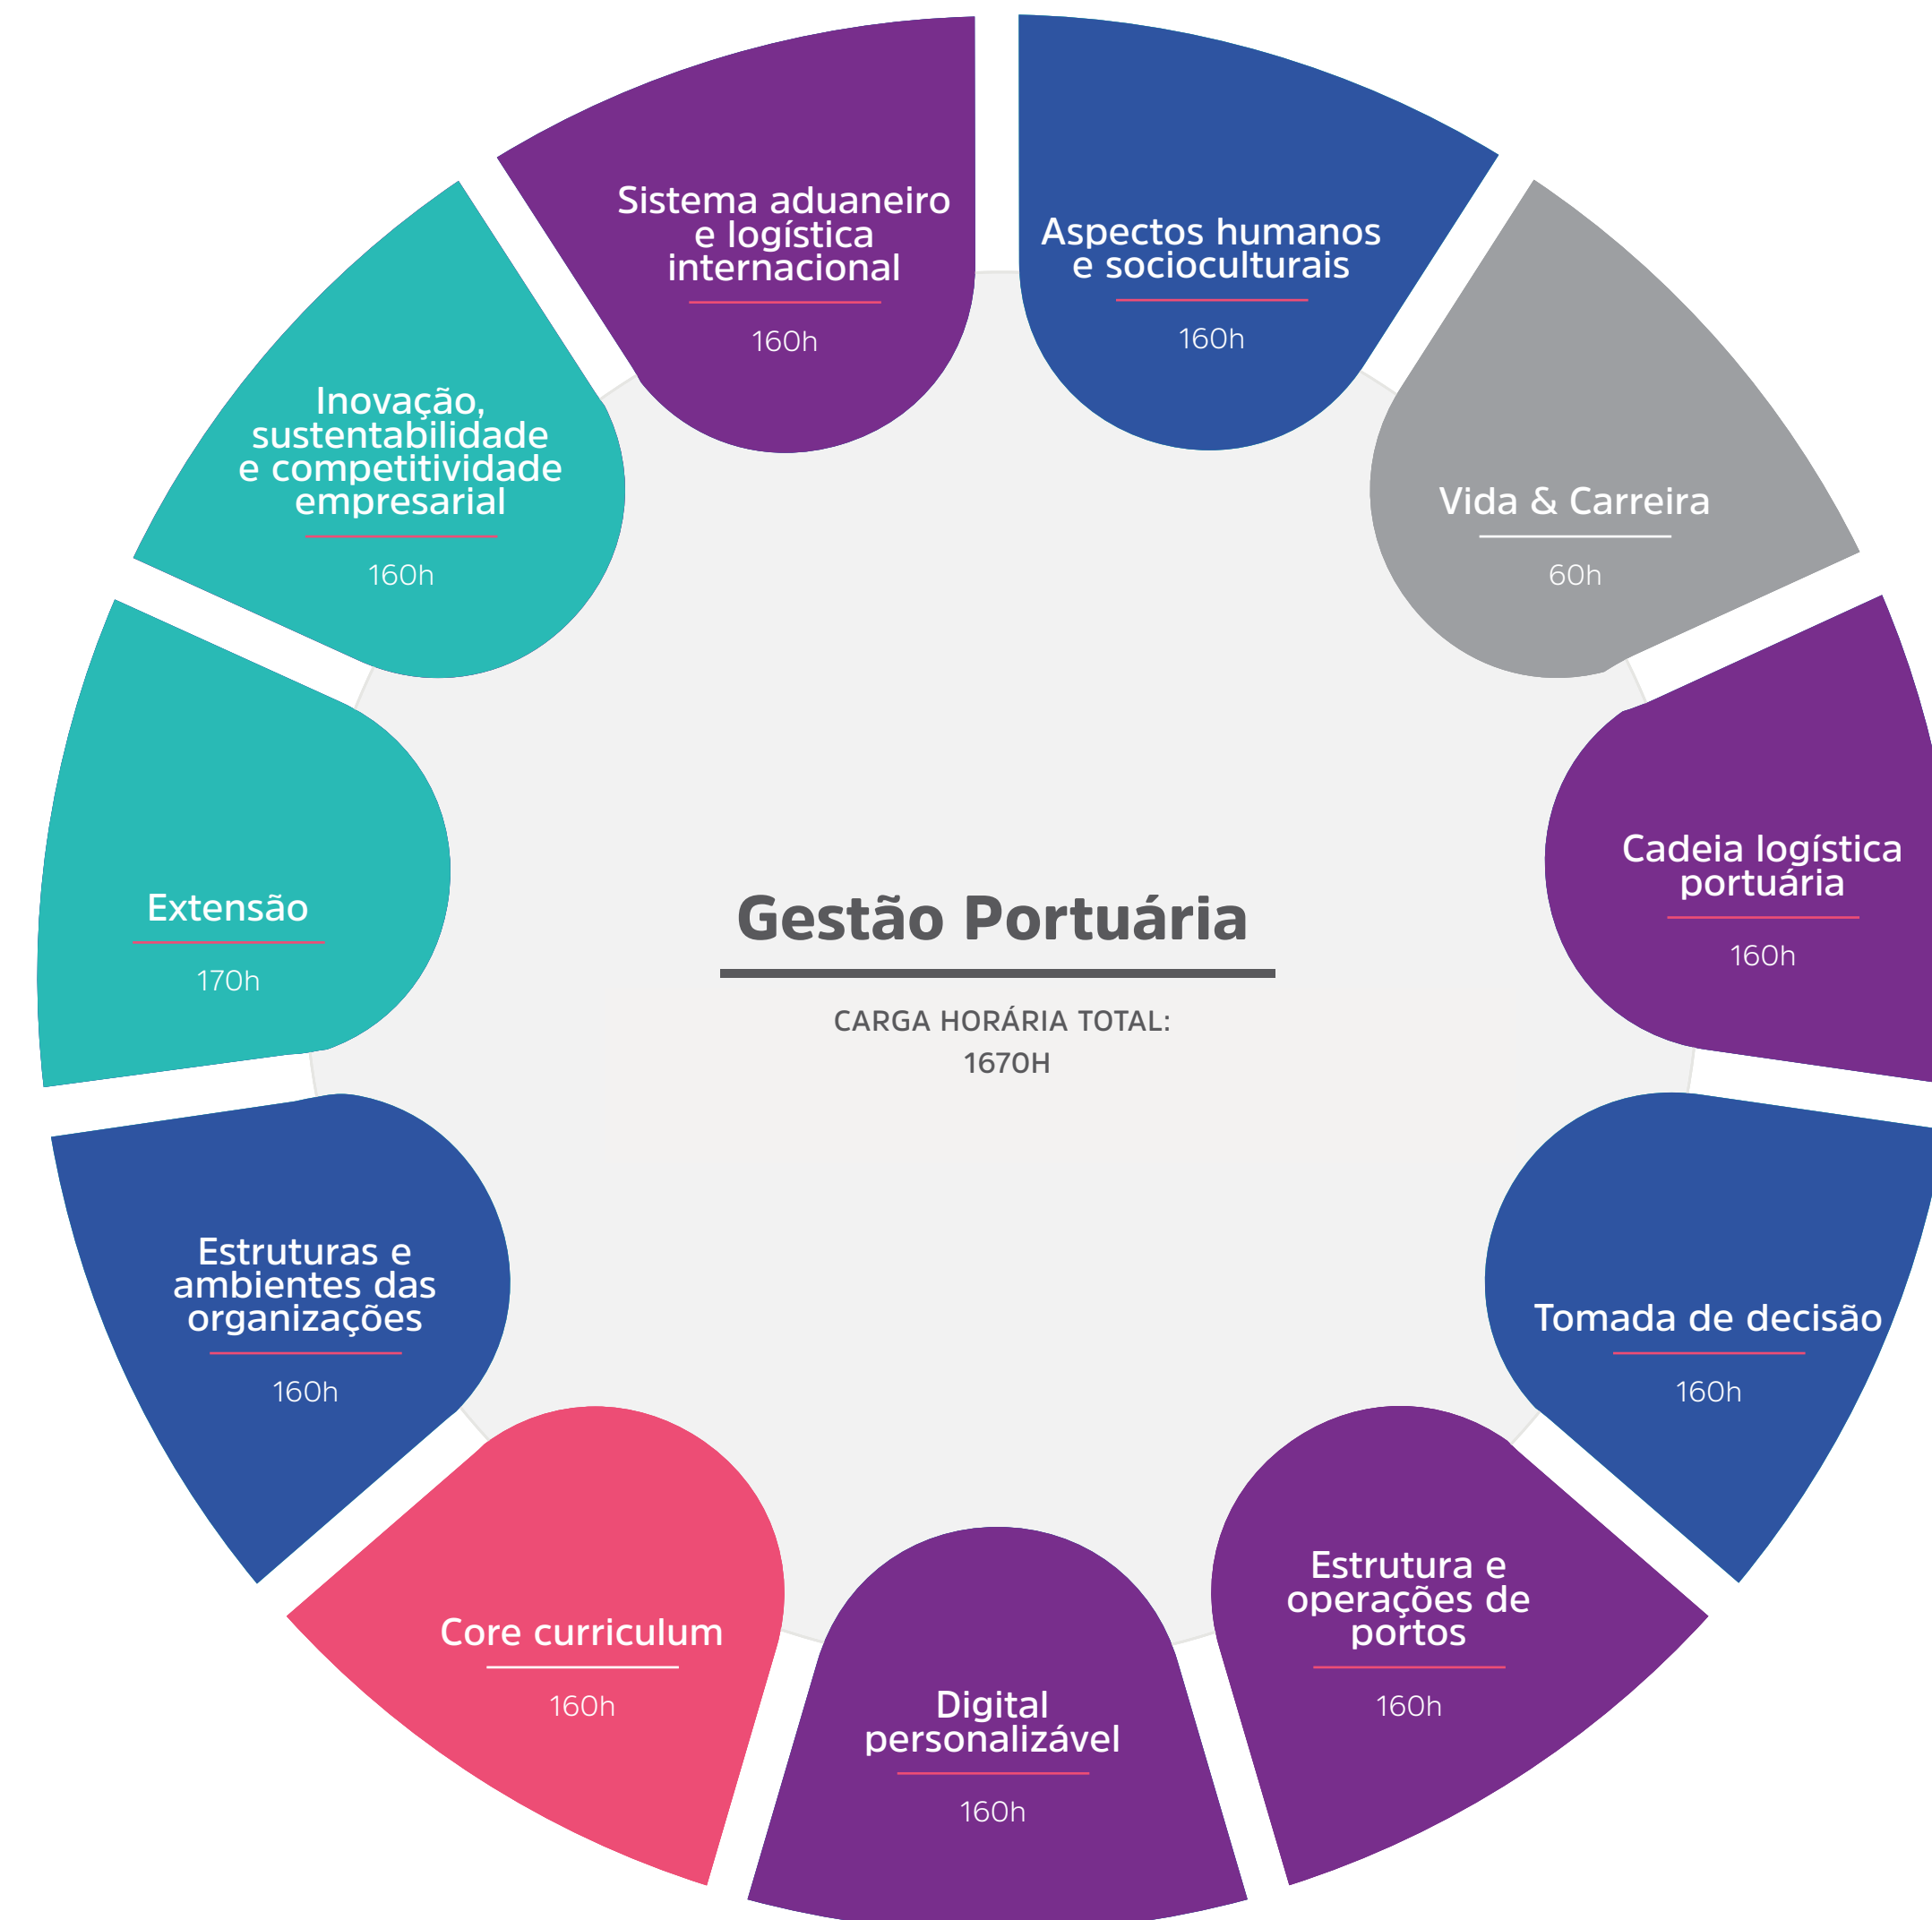 Sistema aduaneiro
e logística
internacional
160h
Aspectos humanos
e socioculturais
160h
Vida & Carreira
60h
Cadeia logística
portuária
160h
Tomada de decisão
160h
Estrutura e
operações de
portos
160h
Digital
personalizável
160h
Core curriculum
160h
Estruturas e
ambientes das
organizações
160h
Extensão
170h
Inovação,
sustentabilidade
e competitividade
empresarial
160h
Gestão Portuária
CARGA HORÁRIA TOTAL:
1670H